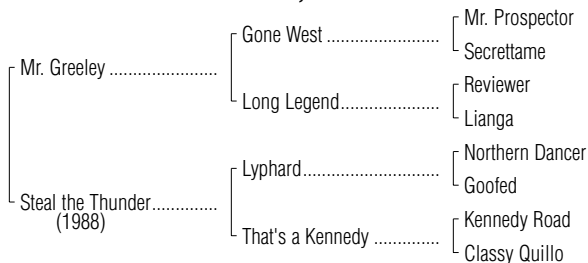 Mr. Prospector
Gone West ....................................
Secrettame
Mr. Greeley ......................
Reviewer
Long Legend....................
Lianga
Northern Dancer
Lyphard............................
Goofed
Steal the Thunder.............
(1988)
Kennedy Road
That's a Kennedy .............
Classy Quillo